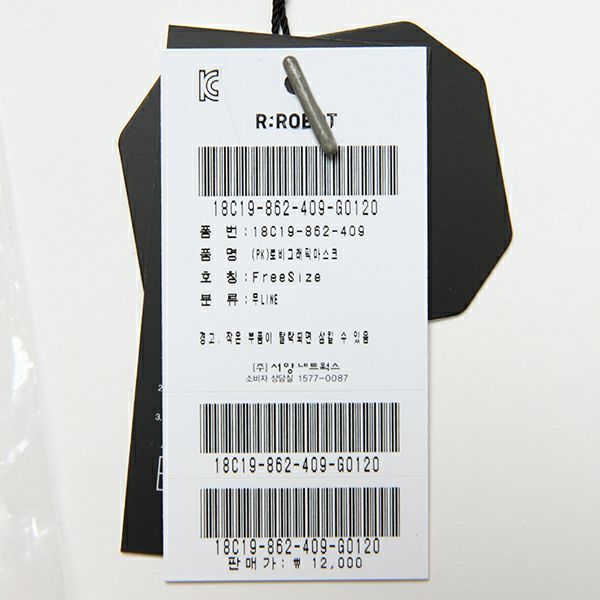 KC
R:ROBOT
18C19-862-409-G0120
품 번 : 18C19-862-409
품 명 (PK)로비그래픽마스크
호 칭 : FreeSize
분 류 : 무LINE
경고. 작은 부품이 탈락되면 삼킬 수 있음
(주) 서양네트웍스
소비자 상담실 1577-0087
18C19-862-409-G0120
18C19-862-409-G0120
판 매 가 : ₩ 12,000
2
3.